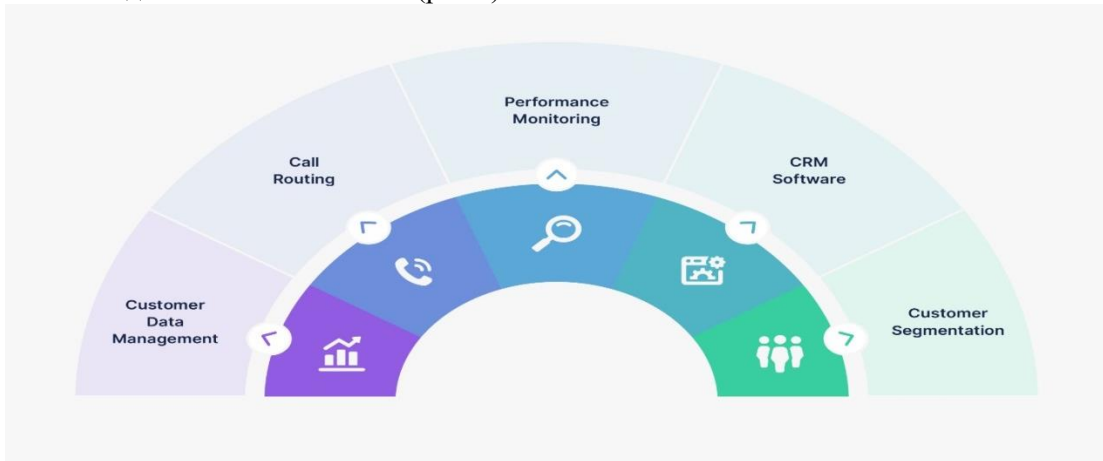 Customer
Data
Management
Call
Routing
Performance
Monitoring
CRM
Software
Customer
Segmentation